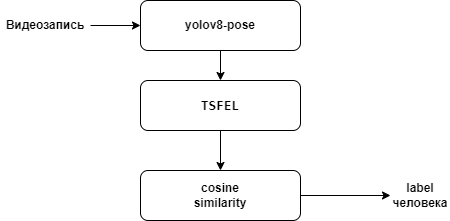 Видеозапись
yolov8-pose
TSFEL
cosine
similarity
label
человека